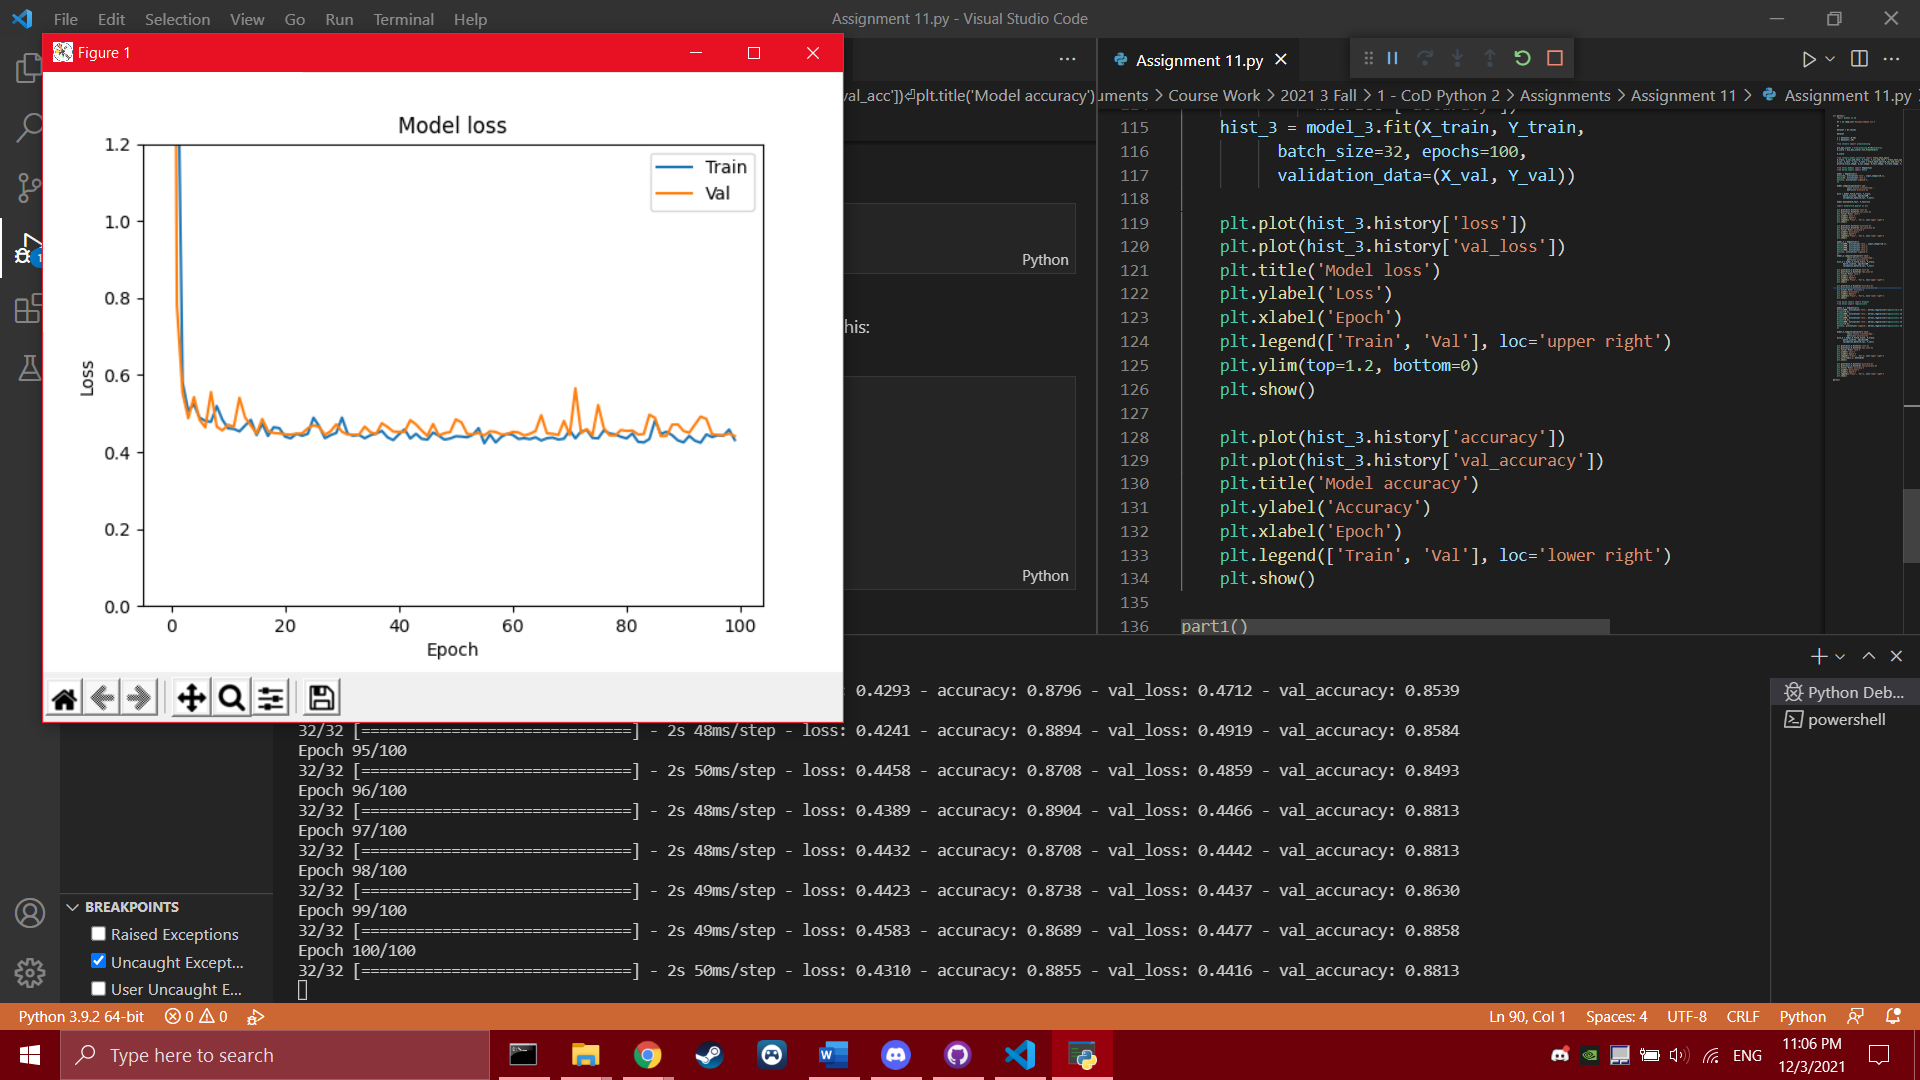 File Edit Selection View Go Run Terminal Help
Assignment 11.py - Visual Studio Code
Figure 1
Model loss
Train
Val
1.2
1.0
0.8
0.6
0.4
0.2
0.0
Loss
0 20 40 60 80 100
Epoch
val_acc'])⏎plt.title('Model accuracy')
Python
his:
Python
Assignment 11.py
uments > Course Work > 2021 3 Fall > 1 - CoD Python 2 > Assignments > Assignment 11 > Assignment 11.py >
115 hist_3 = model_3.fit(X_train, Y_train,
116 batch_size=32, epochs=100,
117 validation_data=(X_val, Y_val))
118
119 plt.plot(hist_3.history['loss'])
120 plt.plot(hist_3.history['val_loss'])
121 plt.title('Model loss')
122 plt.ylabel('Loss')
123 plt.xlabel('Epoch')
124 plt.legend(['Train', 'Val'], loc='upper right')
125 plt.ylim(top=1.2, bottom=0)
126 plt.show()
127
128 plt.plot(hist_3.history['accuracy'])
129 plt.plot(hist_3.history['val_accuracy'])
130 plt.title('Model accuracy')
131 plt.ylabel('Accuracy')
132 plt.xlabel('Epoch')
133 plt.legend(['Train', 'Val'], loc='lower right')
134 plt.show()
135
136 part1()
: 0.4293 - accuracy: 0.8796 - val_loss: 0.4712 - val_accuracy: 0.8539
32/32 [==============================] - 2s 48ms/step - loss: 0.4241 - accuracy: 0.8894 - val_loss: 0.4919 - val_accuracy: 0.8584
Epoch 95/100
32/32 [==============================] - 2s 50ms/step - loss: 0.4458 - accuracy: 0.8708 - val_loss: 0.4859 - val_accuracy: 0.8493
Epoch 96/100
32/32 [==============================] - 2s 48ms/step - loss: 0.4389 - accuracy: 0.8904 - val_loss: 0.4466 - val_accuracy: 0.8813
Epoch 97/100
32/32 [==============================] - 2s 48ms/step - loss: 0.4432 - accuracy: 0.8708 - val_loss: 0.4442 - val_accuracy: 0.8813
Epoch 98/100
32/32 [==============================] - 2s 49ms/step - loss: 0.4423 - accuracy: 0.8738 - val_loss: 0.4437 - val_accuracy: 0.8630
Epoch 99/100
32/32 [==============================] - 2s 49ms/step - loss: 0.4583 - accuracy: 0.8689 - val_loss: 0.4477 - val_accuracy: 0.8858
Epoch 100/100
32/32 [==============================] - 2s 50ms/step - loss: 0.4310 - accuracy: 0.8855 - val_loss: 0.4416 - val_accuracy: 0.8813
Python Deb...
powershell
BREAKPOINTS
Raised Exceptions
Uncaught Except...
User Uncaught E...
Python 3.9.2 64-bit 0 0
Ln 90, Col 1 Spaces: 4 UTF-8 CRLF Python
Type here to search
ENG
11:06 PM
12/3/2021